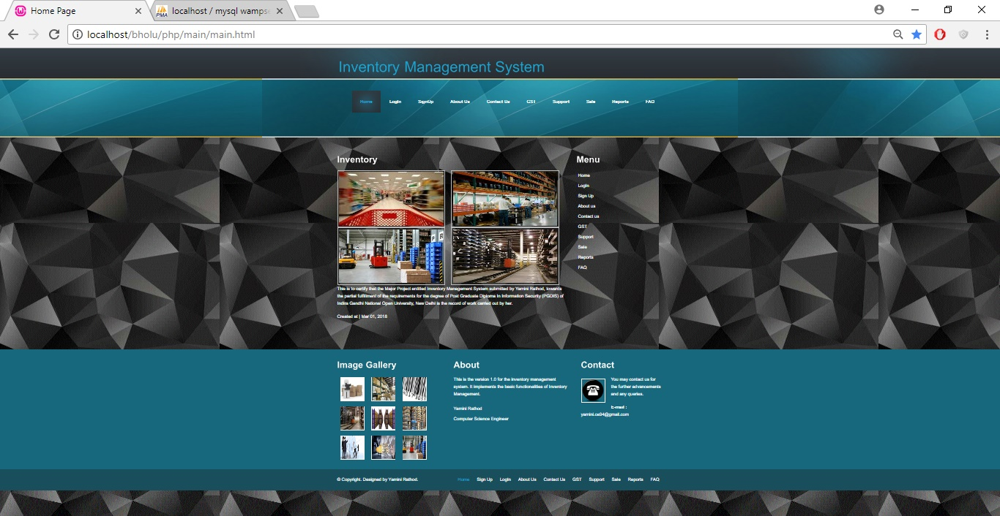 Home Page
localhost / mysql wampse
localhost/bholu/php/main/main.html
Inventory Management System
Home LogIn SignUp About Us Contact Us GST Support Sale Reports FAQ
Inventory
Menu
Home
LogIn
Sign Up
About us
Contact us
GST
Support
Sale
Reports
FAQ
This is to certify that the Major Project entitled Inventory Management System submitted by Yamini Rathod, towards
the partial fulfillment of the requirements for the degree of Post Graduate Diploma in Information Security (PGDIS) of
Indira Gandhi National Open University, New Delhi is the record of work carried out by her.
Created at | Mar 01, 2018
Image Gallery
About
This is the version 1.0 for the inventory management
system. It implements the basic functionalities of Inventory
Management.
Yamini Rathod
Computer Science Engineer
Contact
You may contact us for
the further advancements
and any queries.
E-mail :
yamini.ce94@gmail.com
© Copyright. Designed by Yamini Rathod.
Home Sign Up LogIn About Us Contact Us GST Support Sale Reports FAQ